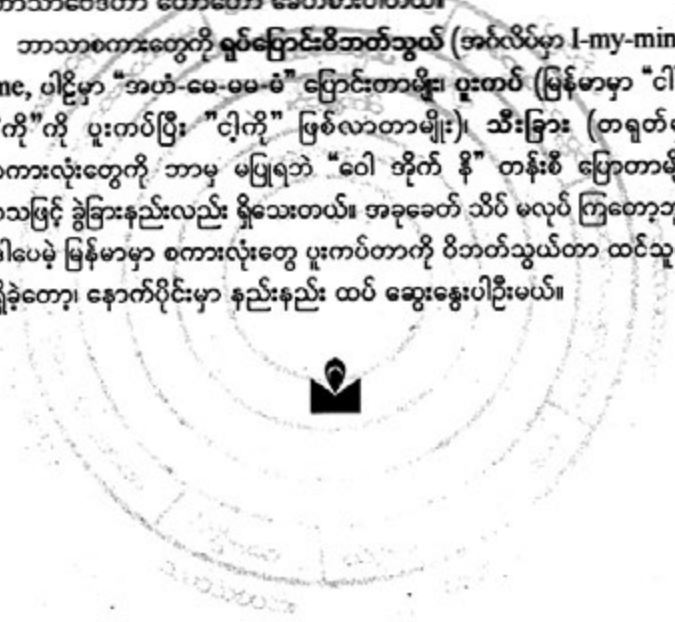 ဘာသာစကားတွေကို ရုပ်ပြောင်းဝိဘတ်သွယ် (အင်္ဂလိပ်မှာ I-my-min
me, ပါဠိမှာ “အဟံ-မေ-မမ-မံ” ပြောင်းတာမျိုး၊ ပူးကပ် (မြန်မာမှာ “ငါ
“ကို”ကို ပူးကပ်ပြီး ”ငါ့ကို” ဖြစ်လာတာမျိုး)၊ သီးခြား (တရုတ်မ
စကားလုံးတွေကို ဘာမှ မပြုရဘဲ “ဝေါ အိုက် နီ” တန်းစီ ပြောတာမျို
သဖြင့် ခွဲခြားနည်းလည်း ရှိသေးတယ်။ အခုခေတ် သိပ် မလုပ် ကြတော့ဘူ
ဒါပေမဲ့ မြန်မာမှာ စကားလုံးတွေ ပူးကပ်တာကို ဝိဘတ်သွယ်တာ ထင်သူ
ရှိခဲ့တော့၊ နောက်ပိုင်းမှာ နည်းနည်း ထပ် ဆွေးနွေးပါဦးမယ်။